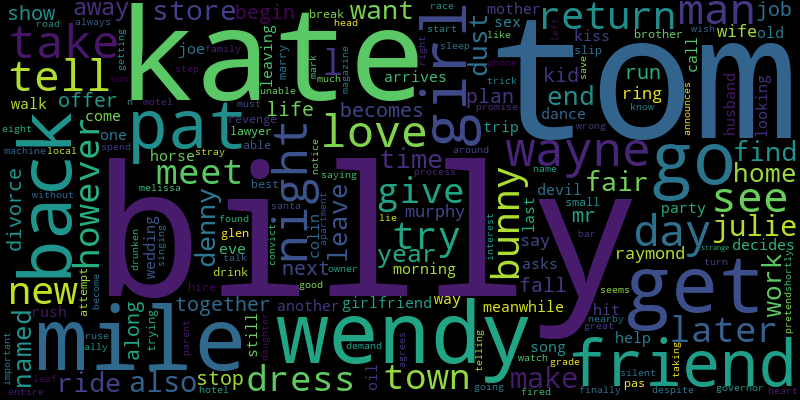 billy
tom
kate
wendy
mile
go
get
friend
girl
pat
back
night
day
love
man
take
tell
wayne
see
return
bunny
new
dress
town
give
try
meet
however
also
ride
later
julie
work
make
find
home
fair
end
dust
store
away
want
begin
time
leave
denny
named
life
year
next
together
stop
fall
run
kid
plan
becomes
job
wife
mr
raymond
show
walk
offer
come
one
divorce
horse
lawyer
able
revenge
eve
drink
glen
colin
murphy
morning
girlfriend
another
along
still
song
way
meanwhile
say
asks
last
devil
party
decides
husband
looking
call
ring
trip
dance
kiss
sex
mother
joe
leaving
arrives
marry
mark
magazine
much
break
head
road
always
getting
family
sun
step
motel
must
unable
eight
machine
local
spend
stray
without
melissa
best
notice
saying
santa
apartment
process
around
name
small
slip
save
brother
like
sleep
phone
trick
promise
race
start
right
wish
left
wrong
know
announces
old
wedding
singing
drunken
found
talk
convict
lie
owner
good
hire
daughter
parent
demand
agrees
oil
hit
help
watch
telling
going
fired
grade
taking
pas
silent
despite
finally
governor
heart
great
nearby
seems
turn
strange
bar
interest
pretend
shortly
rush
attempt
become
trying
ruse
ally
important
leaf
entire
hotel
l
n